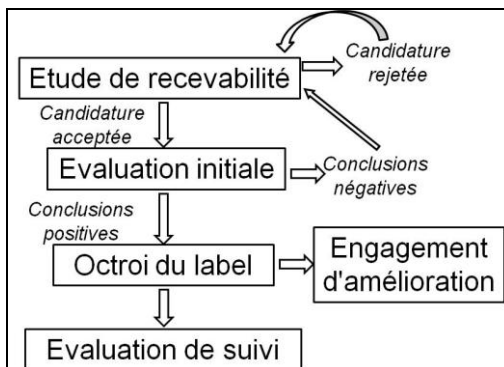 Etude de recevabilité
Candidature
rejetée
Candidature
acceptée
Evaluation initiale
Conclusions
négatives
Conclusions
positives
Octroi du label
Engagement
d'amélioration
Evaluation de suivi